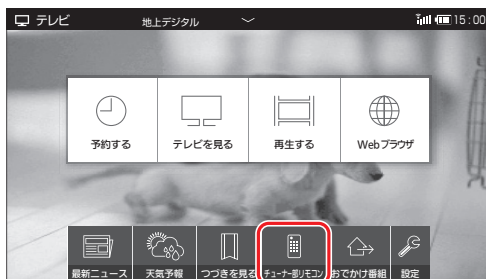 テレビ 地上デジタル 15:00
予約する テレビを見る 再生する Webブラウザ
最新ニュース 天気予報 つづきを見る チューナー部リモコン おでかけ番組 設定